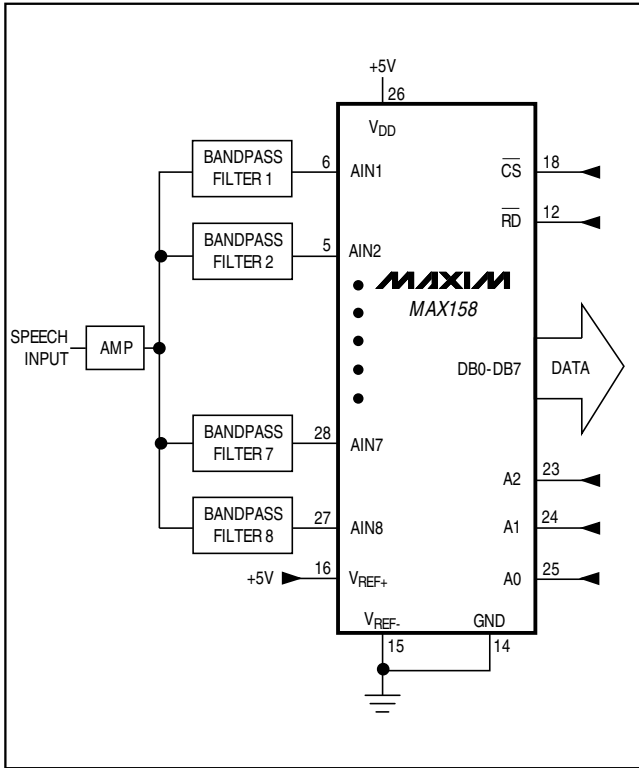 +5V
26
VDD
BANDPASS
FILTER 1
6
AIN1
CS
18
RD
12
BANDPASS
FILTER 2
5
AIN2
MAXIM
MAX158
SPEECH
INPUT
AMP
DB0-DB7
DATA
BANDPASS
FILTER 7
28
AIN7
A2
23
BANDPASS
FILTER 8
27
AIN8
A1
24
+5V
16
VREF+
A0
25
VREF-
GND
15
14